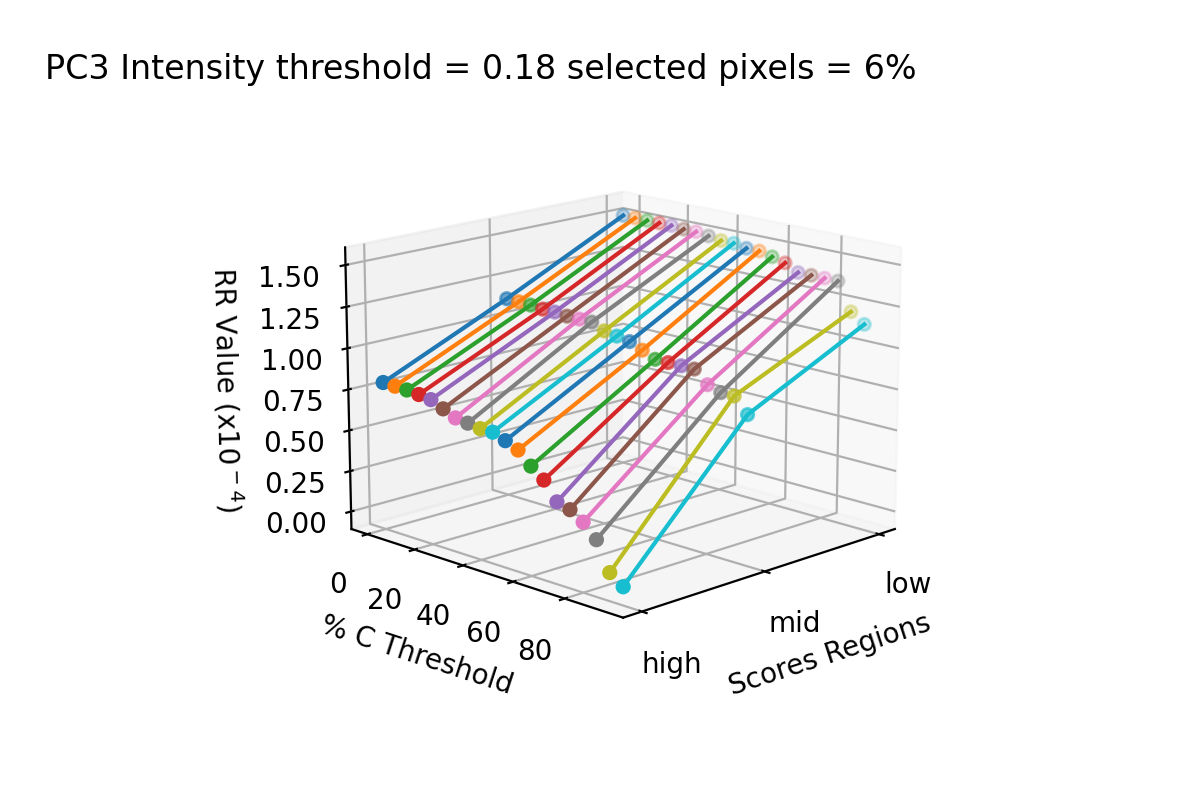 PC3 Intensity threshold = 0.18 selected pixels = 6%
RR Value (x10⁻⁴)
1.50
1.25
1.00
0.75
0.50
0.25
0.00
0
20
40
60
80
% C Threshold
high
mid
low
Scores Regions